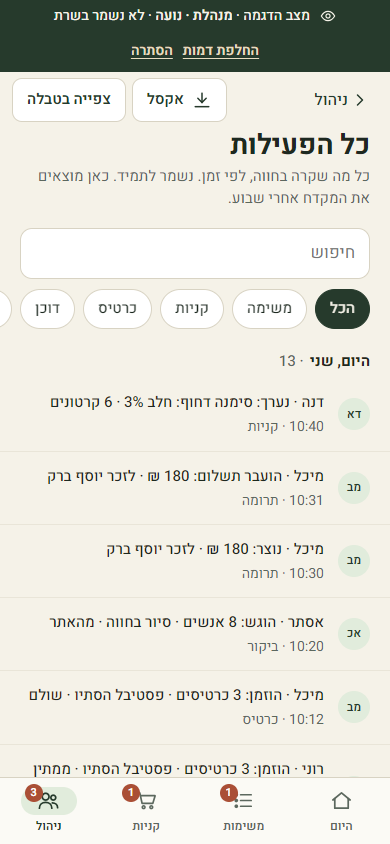 מצב הדגמה · מנהלת · נועה · לא נשמר בשרת
החלפת דמות הסתרה
ניהול
אקסל
צפייה בטבלה
כל הפעילות
כל מה שקרה בחווה, לפי זמן. נשמר לתמיד. כאן מוצאים
את המקדח אחרי שבוע.
חיפוש
הכל
משימה
קניות
כרטיס
דוכן
היום, שני · 13
דא
דנה · נערך: סימנה דחוף: חלב 3% · 6 קרטונים
10:40 · קניות
מב
מיכל · הועבר תשלום: 180 ₪ · לזכר יוסף ברק
10:31 · תרומה
מב
מיכל · נוצר: 180 ₪ · לזכר יוסף ברק
10:30 · תרומה
אכ
אסתר · הוגש: 8 אנשים · סיור בחווה · מהאתר
10:20 · ביקור
מב
מיכל · הוזמן: 3 כרטיסים · פסטיבל הסתיו · שולם
10:12 · כרטיס
רוני · הוזמן: 3 כרטיסים · פסטיבל הסתיו · ממתין
היום
1
משימות
1
קניות
3
ניהול